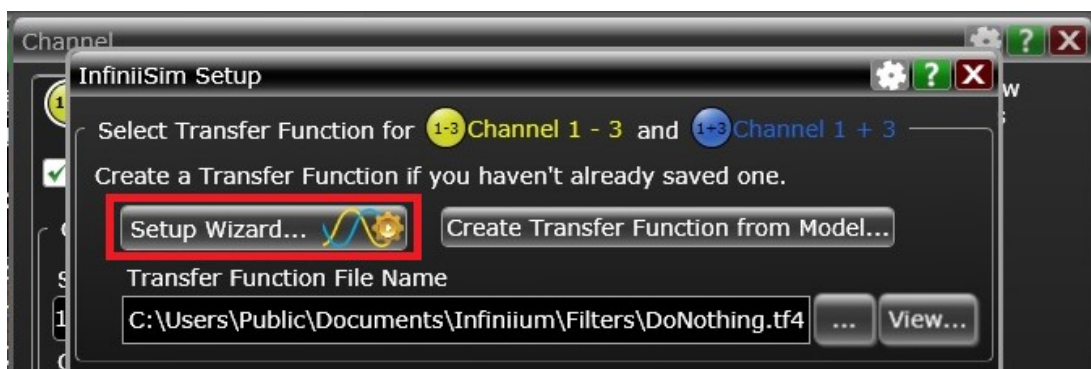 Channel
?
X
InfiniiSim Setup
?
X
1
w
Select Transfer Function for 1-3 Channel 1 - 3 and 1+3 Channel 1 + 3
Create a Transfer Function if you haven't already saved one.
Setup Wizard...
Create Transfer Function from Model...
Transfer Function File Name
1
C:\Users\Public\Documents\Infiniium\Filters\DoNothing.tf4
...
View...